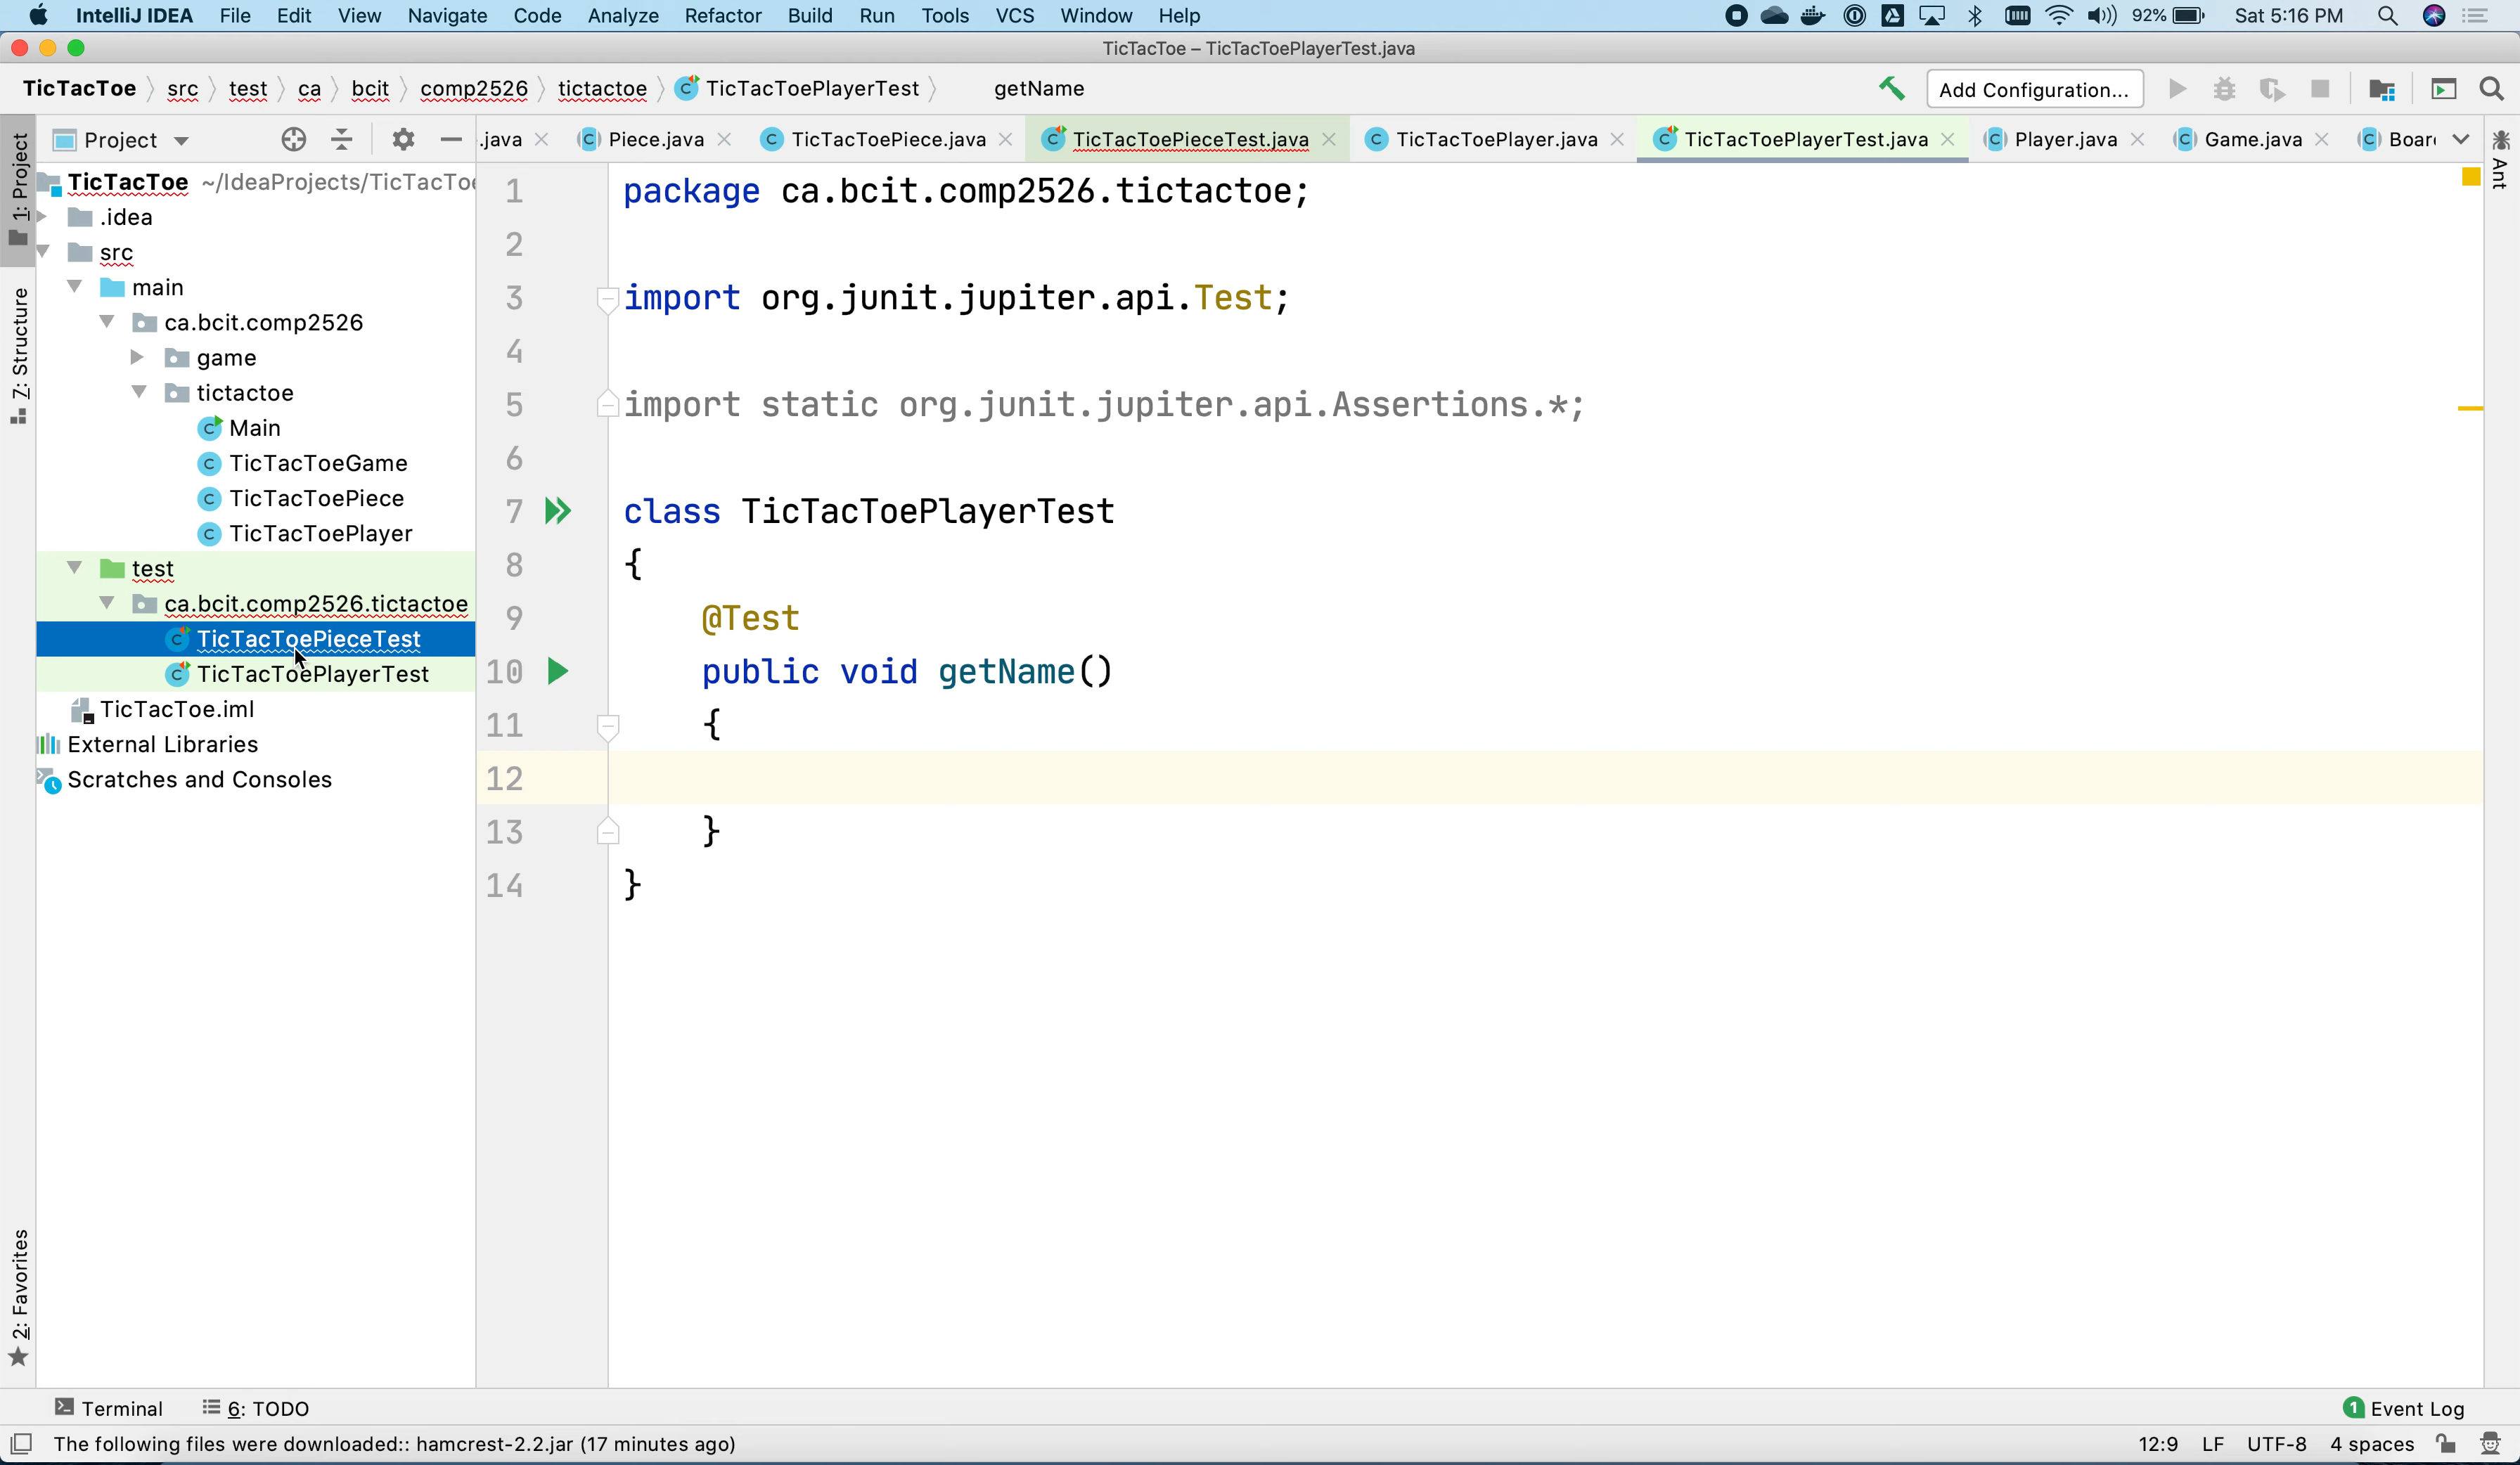 IntelliJ IDEA File Edit View Navigate Code Analyze Refactor Build Run Tools VCS Window Help 92% Sat 5:16 PM
TicTacToe – TicTacToePlayerTest.java
TicTacToe src test ca bcit comp2526 tictactoe TicTacToePlayerTest getName Add Configuration...
Project .java Piece.java TicTacToePiece.java TicTacToePieceTest.java TicTacToePlayer.java TicTacToePlayerTest.java Player.java Game.java Boar
1: Project
7: Structure
2: Favorites
TicTacToe ~/IdeaProjects/TicTacToe
.idea
src
main
ca.bcit.comp2526
game
tictactoe
Main
TicTacToeGame
TicTacToePiece
TicTacToePlayer
test
ca.bcit.comp2526.tictactoe
TicTacToePieceTest
TicTacToePlayerTest
TicTacToe.iml
External Libraries
Scratches and Consoles
1 package ca.bcit.comp2526.tictactoe;
2
3 import org.junit.jupiter.api.Test;
4
5 import static org.junit.jupiter.api.Assertions.*;
6
7 class TicTacToePlayerTest
8 {
9 @Test
10 public void getName()
11 {
12
13 }
14 }
Ant
Terminal 6: TODO 1 Event Log
The following files were downloaded:: hamcrest-2.2.jar (17 minutes ago) 12:9 LF UTF-8 4 spaces